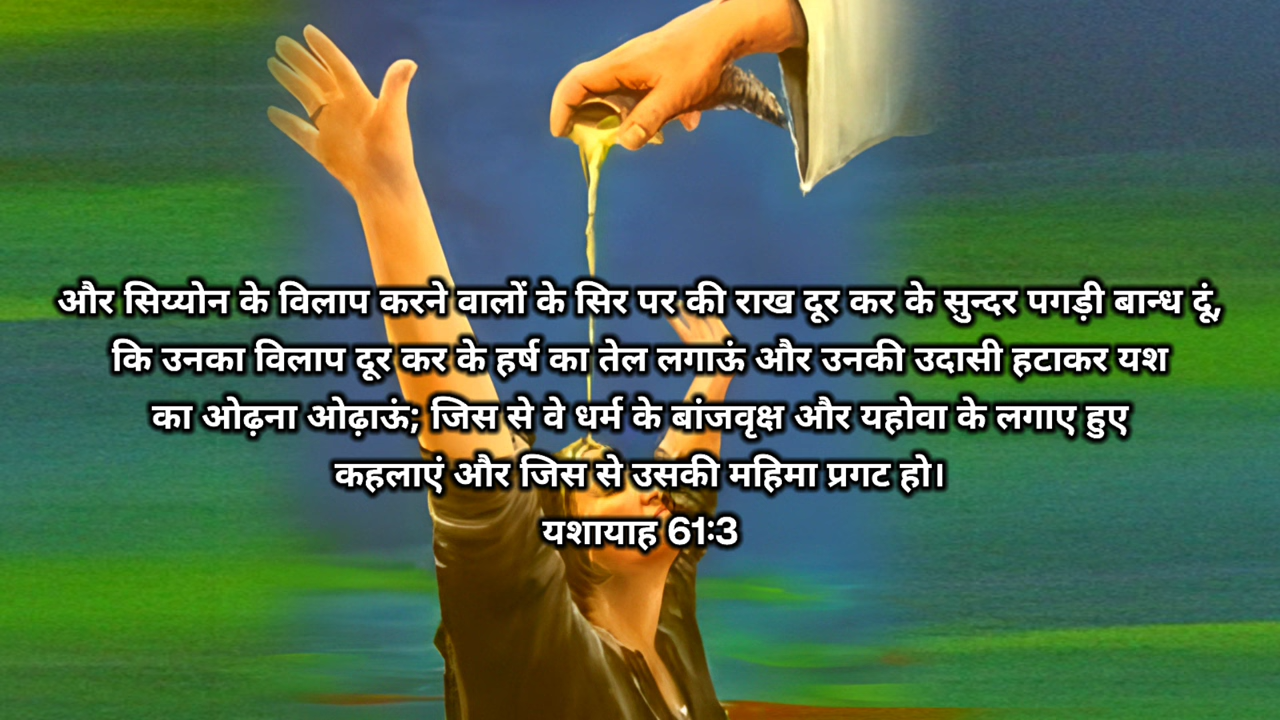 और सिय्योन के विलाप करने वालों के सिर पर की राख दूर कर के सुन्दर पगड़ी बान्ध दूं,
कि उनका विलाप दूर कर के हर्ष का तेल लगाऊं और उनकी उदासी हटाकर यश
का ओढ़ना ओढ़ाऊं; जिस से वे धर्म के बांजवृक्ष और यहोवा के लगाए हुए
कहलाएं और जिस से उसकी महिमा प्रगट हो।
यशायाह 61:3